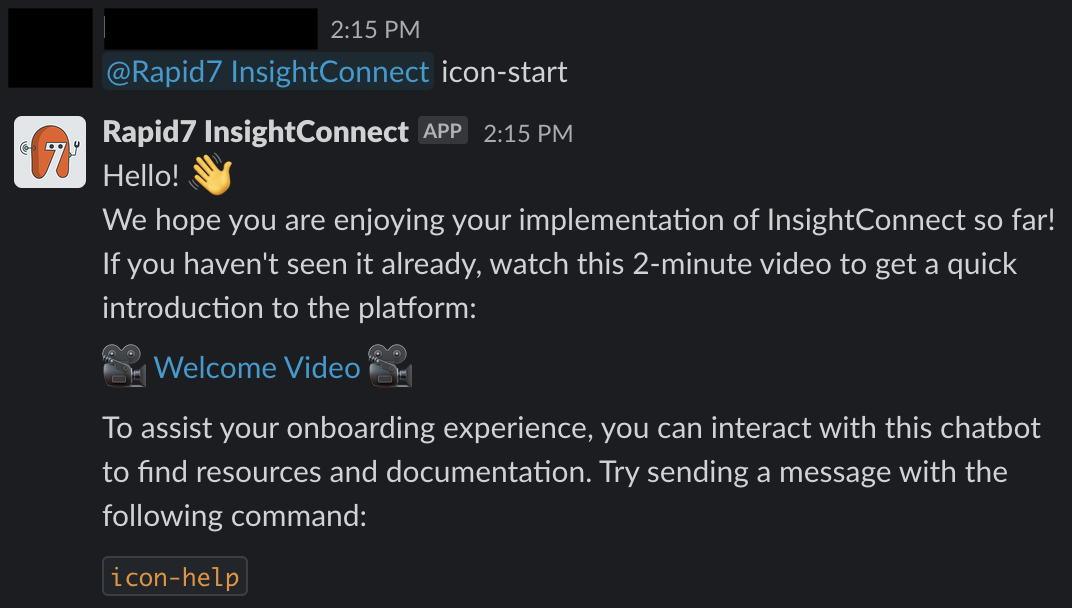 2:15 PM
@Rapid7 InsightConnect icon-start
Rapid7 InsightConnect APP 2:15 PM
7
Hello! 👋
We hope you are enjoying your implementation of InsightConnect so far!
If you haven't seen it already, watch this 2-minute video to get a quick
introduction to the platform:
🎥 Welcome Video 🎥
To assist your onboarding experience, you can interact with this chatbot
to find resources and documentation. Try sending a message with the
following command:
icon-help